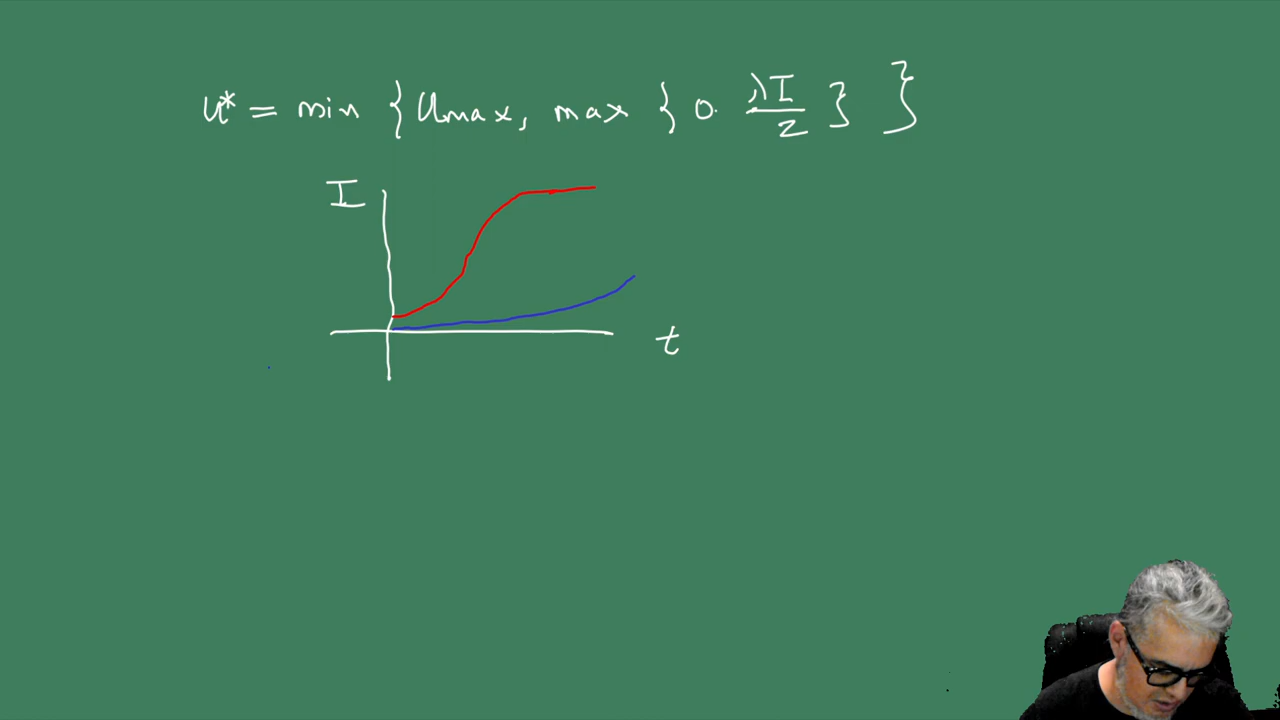 u* = min { Umax, max { 0. λI/2 } }
I
t